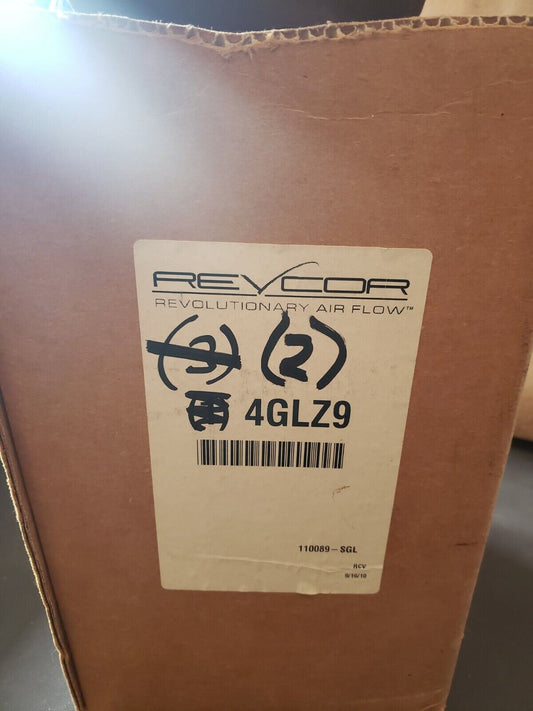 REVCOR
REVOLUTIONARY AIR FLOW™
(3) (2)
4GLZ9
110089-SGL
RCV
9/16/10